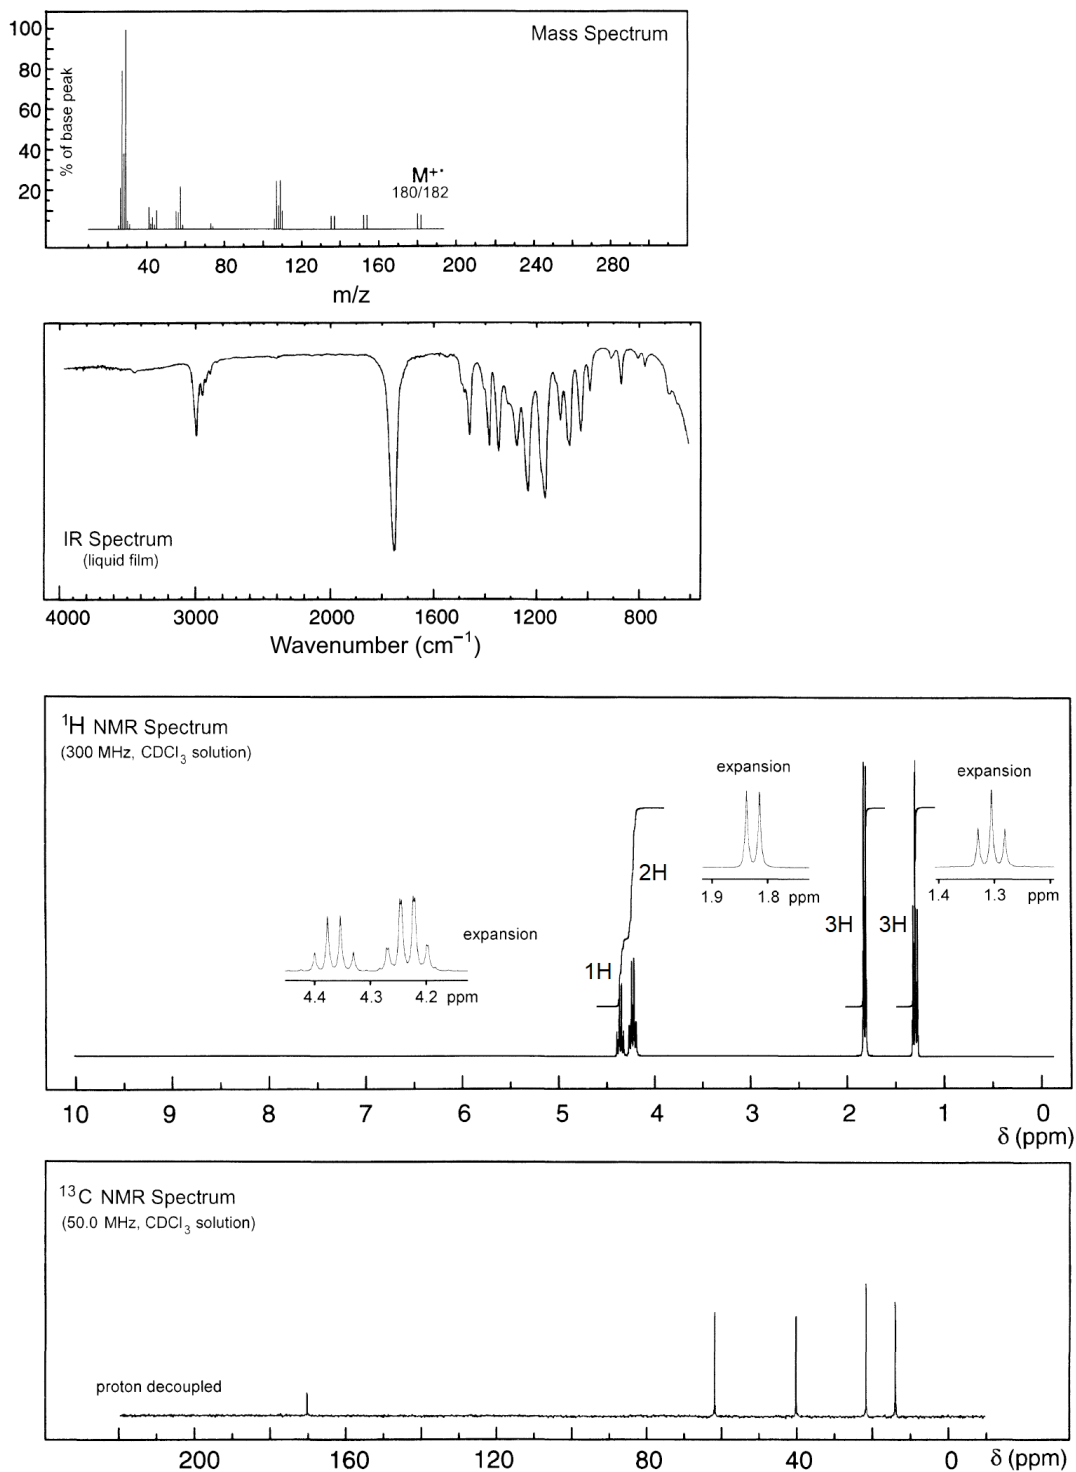 Mass Spectrum
100
80
60
40
20
% of base peak
M⁺·
180/182
40 80 120 160 200 240 280
m/z
IR Spectrum
(liquid film)
4000 3000 2000 1600 1200 800
Wavenumber (cm⁻¹)
¹H NMR Spectrum
(300 MHz, CDCl₃ solution)
expansion
expansion
1.9 1.8 ppm
1.4 1.3 ppm
2H
3H 3H
expansion
1H
4.4 4.3 4.2 ppm
10 9 8 7 6 5 4 3 2 1 0
δ (ppm)
¹³C NMR Spectrum
(50.0 MHz, CDCl₃ solution)
proton decoupled
200 160 120 80 40 0 δ (ppm)